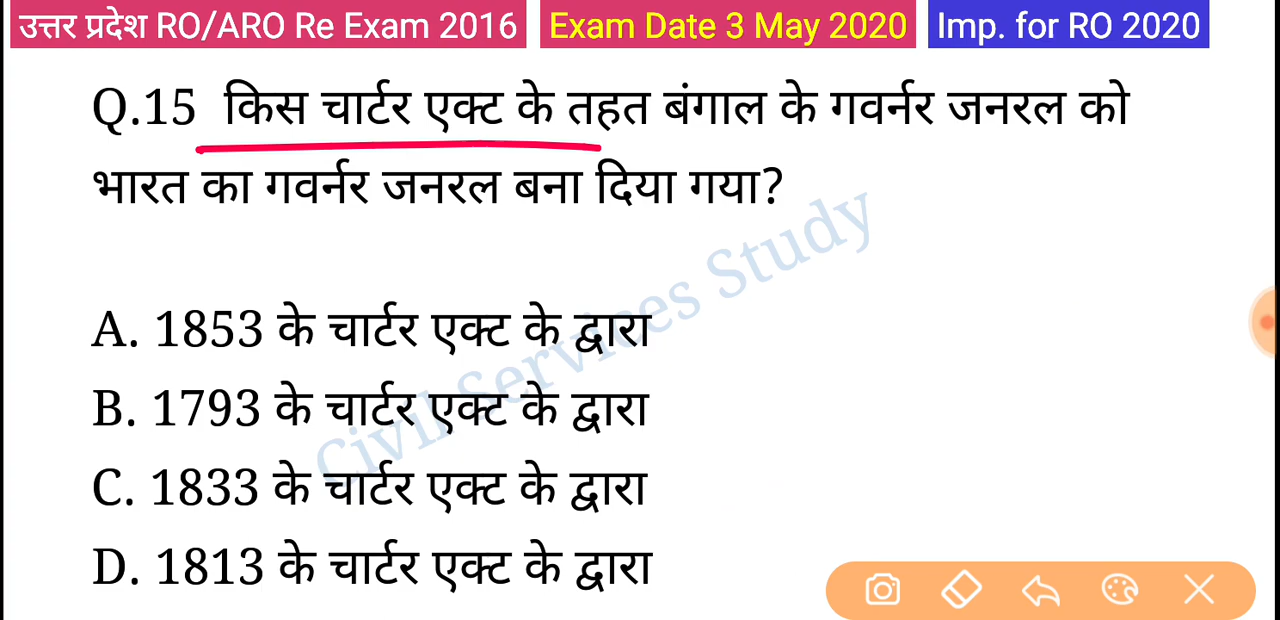 उत्तर प्रदेश RO/ARO Re Exam 2016 Exam Date 3 May 2020 Imp. for RO 2020
Q.15 किस चार्टर एक्ट के तहत बंगाल के गवर्नर जनरल को
भारत का गवर्नर जनरल बना दिया गया?
Civil Services Study
A. 1853 के चार्टर एक्ट के द्वारा
B. 1793 के चार्टर एक्ट के द्वारा
C. 1833 के चार्टर एक्ट के द्वारा
D. 1813 के चार्टर एक्ट के द्वारा